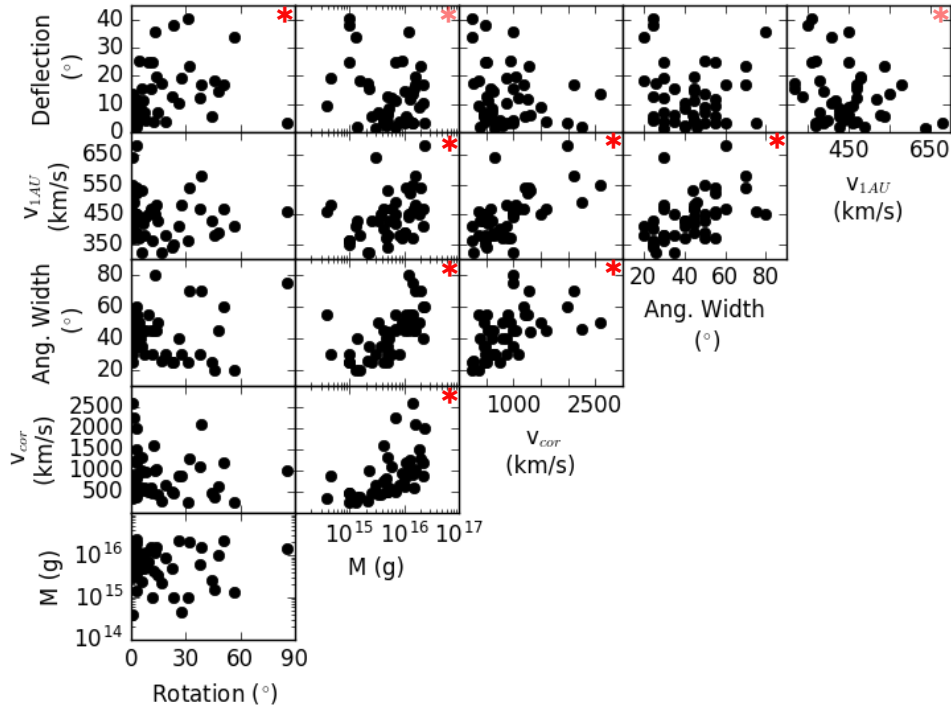 40
30
20
10
0
Deflection
(°)
*
*
*
650
550
450
350
v1AU
(km/s)
*
*
*
450 650
v1AU
(km/s)
80
60
40
20
Ang. Width
(°)
*
*
20 40 60 80
Ang. Width
(°)
2500
2000
1500
1000
500
vcor
(km/s)
*
1000 2500
vcor
(km/s)
10^16
10^15
10^14
M (g)
10^15 10^16 10^17
M (g)
0 30 60 90
Rotation (°)